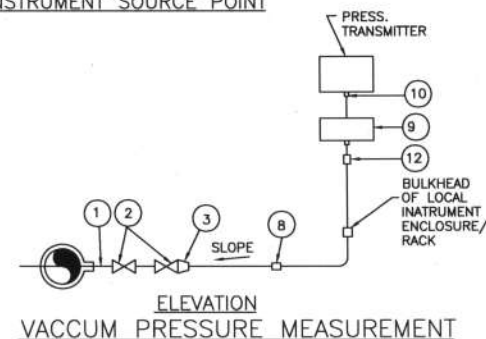 INSTRUMENT SOURCE POINT
PRESS.
TRANSMITTER
10
9
12
BULKHEAD
OF LOCAL
INATRUMENT
ENCLOSURE/
RACK
1
2
3
SLOPE
8
ELEVATION
VACCUM PRESSURE MEASUREMENT